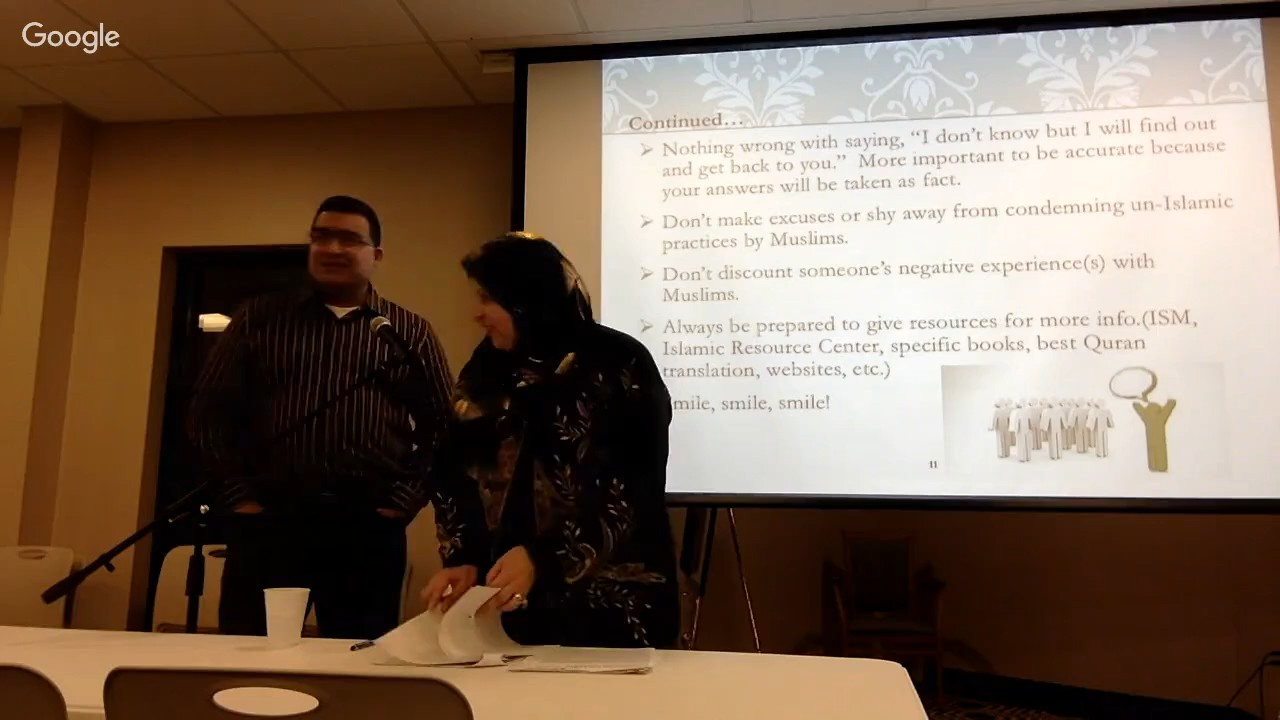 Google
Continued...
➤ Nothing wrong with saying, “I don’t know but I will find out
and get back to you.” More important to be accurate because
your answers will be taken as fact.
➤ Don’t make excuses or shy away from condemning un-Islamic
practices by Muslims.
➤ Don’t discount someone’s negative experience(s) with
Muslims.
➤ Always be prepared to give resources for more info.(ISM,
Islamic Resource Center, specific books, best Quran
translation, websites, etc.)
mile, smile, smile!
11